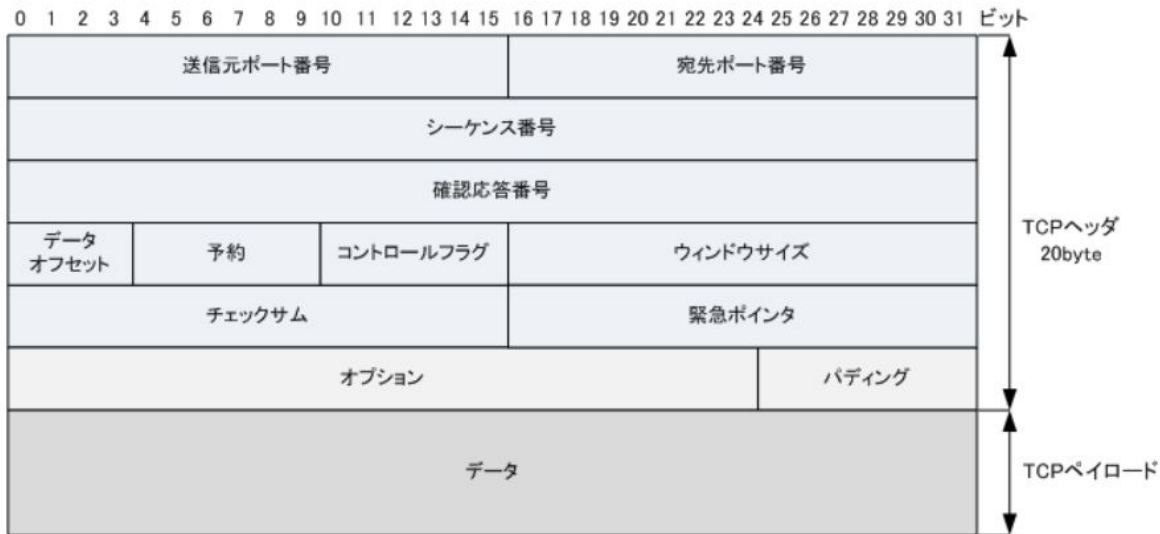 0 1 2 3 4 5 6 7 8 9 10 11 12 13 14 15 16 17 18 19 20 21 22 23 24 25 26 27 28 29 30 31 ビット
送信元ポート番号
宛先ポート番号
シーケンス番号
確認応答番号
データ
オフセット
予約
コントロールフラグ
ウィンドウサイズ
チェックサム
緊急ポインタ
オプション
パディング
TCPヘッダ
20byte
データ
TCPペイロード